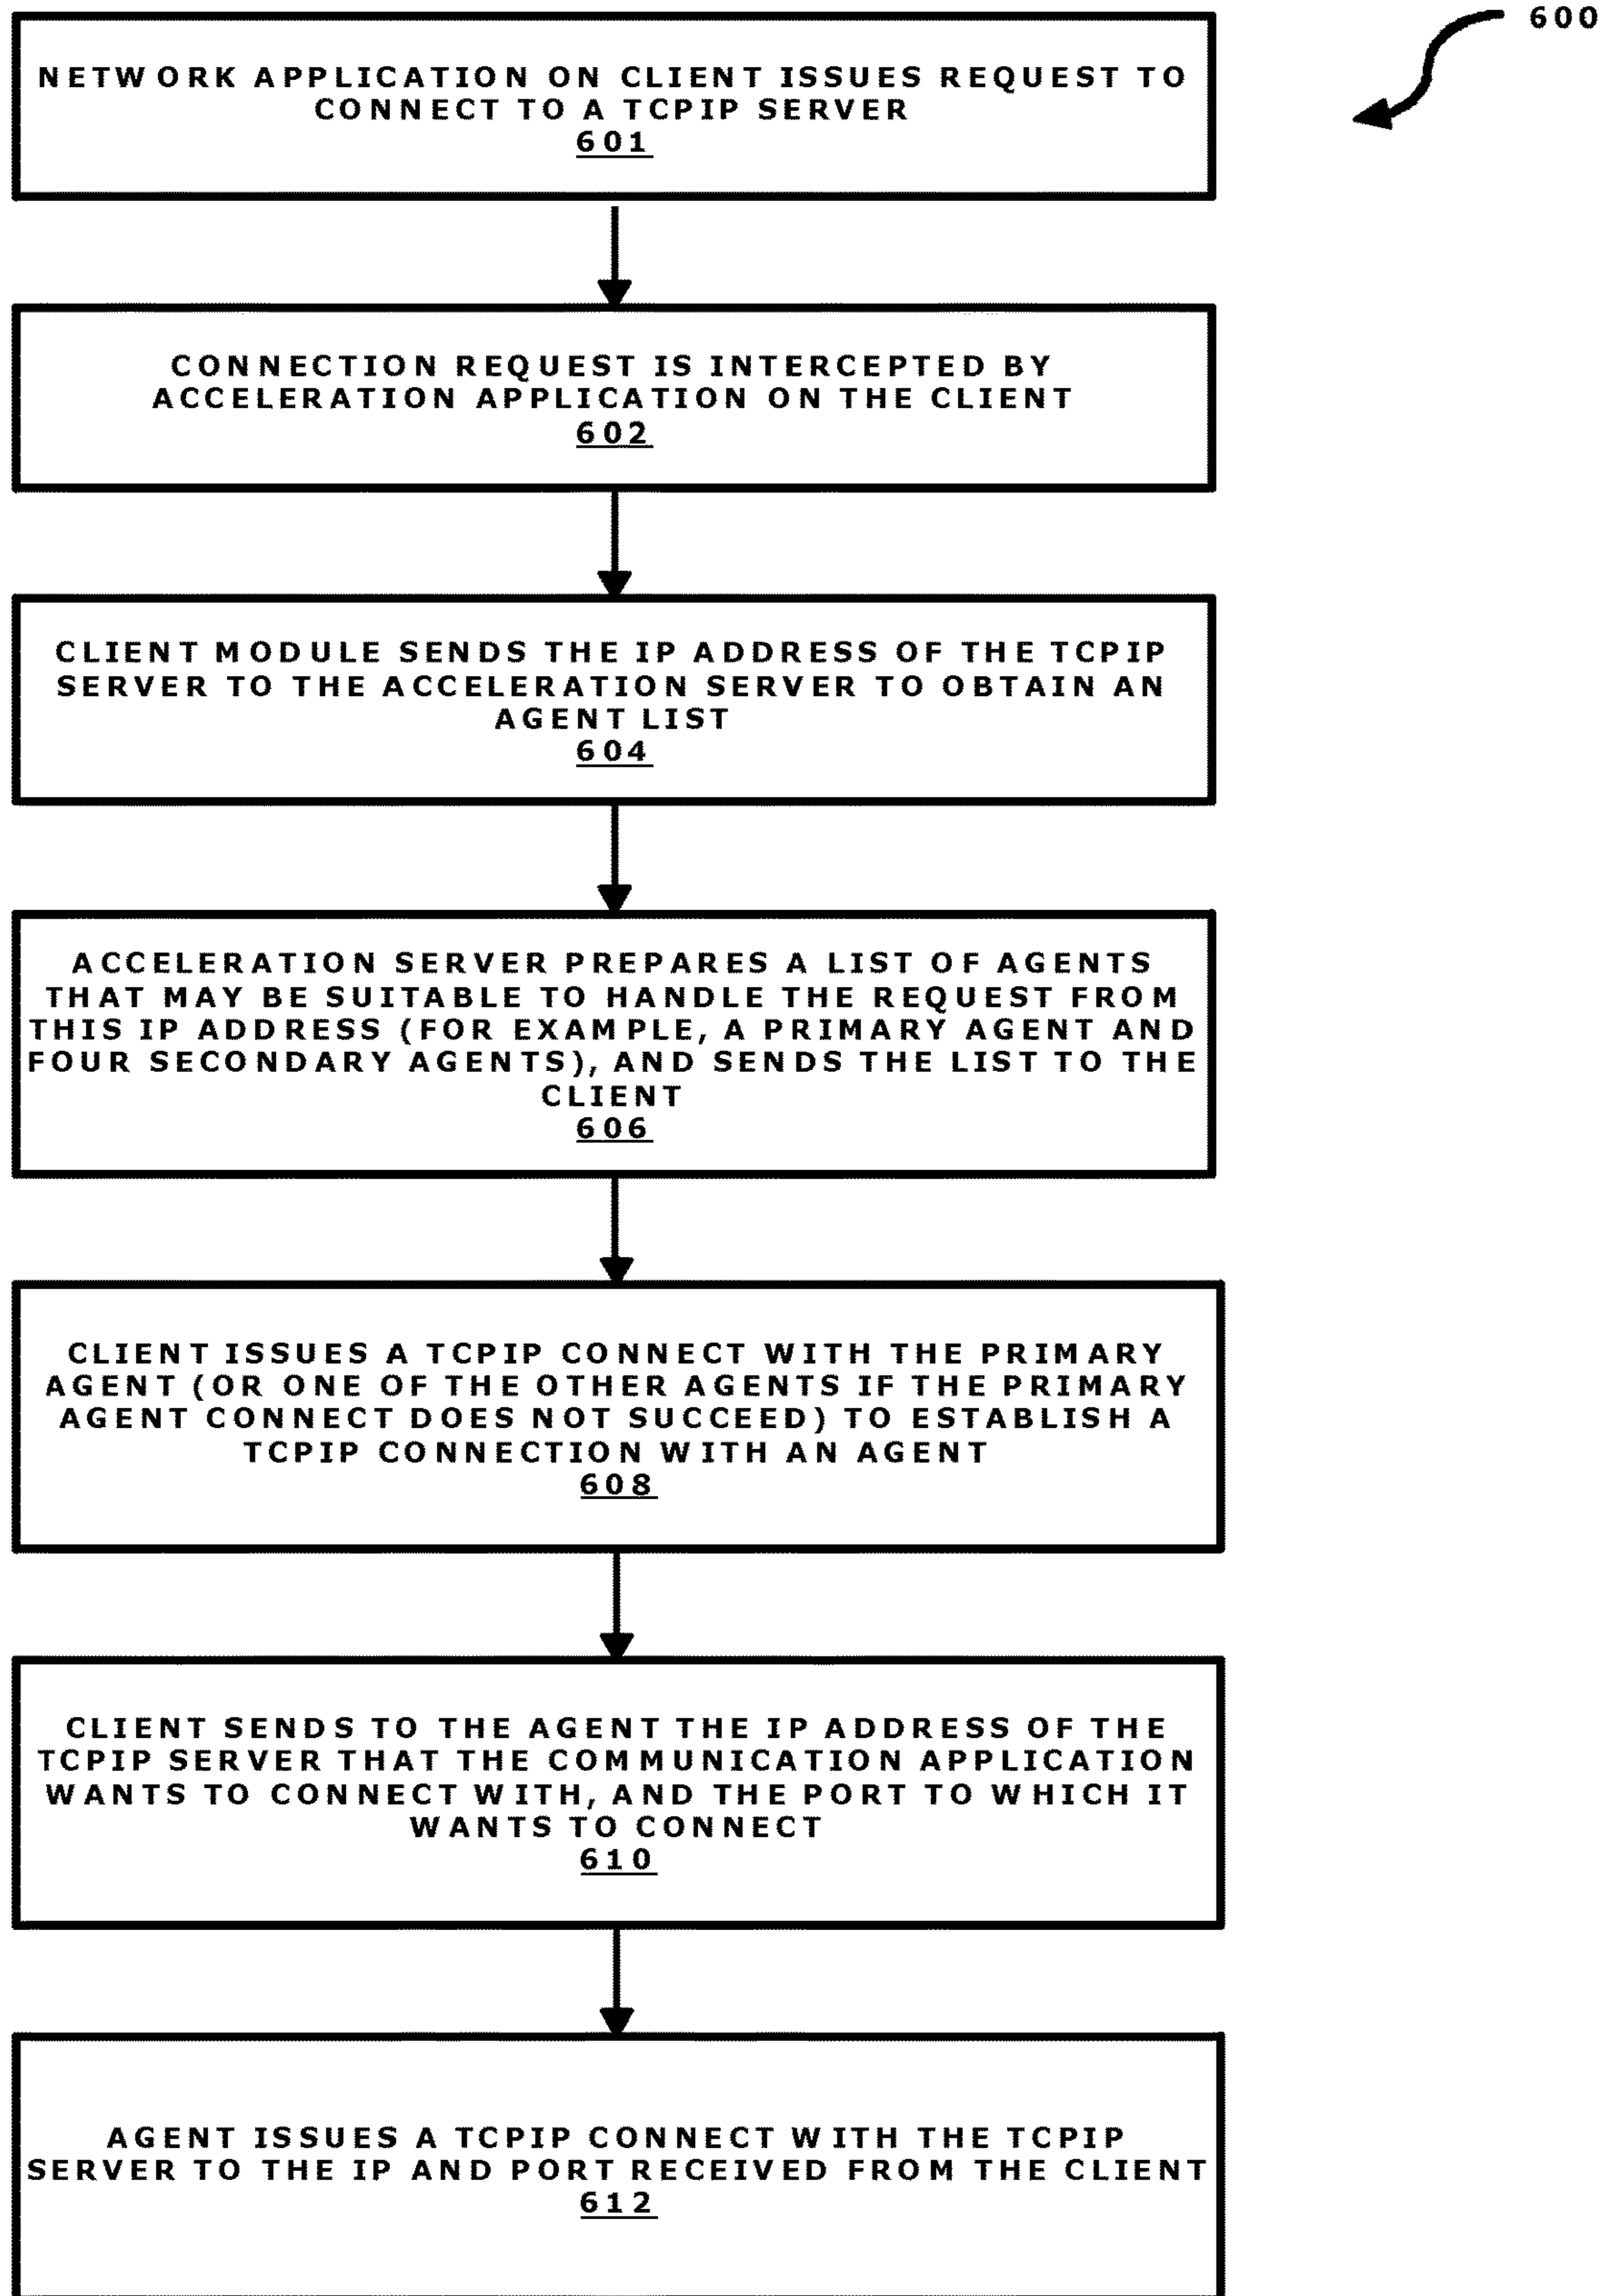 600
NETWORK APPLICATION ON CLIENT ISSUES REQUEST TO
CONNECT TO A TCPIP SERVER
601
CONNECTION REQUEST IS INTERCEPTED BY
ACCELERATION APPLICATION ON THE CLIENT
602
CLIENT MODULE SENDS THE IP ADDRESS OF THE TCPIP
SERVER TO THE ACCELERATION SERVER TO OBTAIN AN
AGENT LIST
604
ACCELERATION SERVER PREPARES A LIST OF AGENTS
THAT MAY BE SUITABLE TO HANDLE THE REQUEST FROM
THIS IP ADDRESS (FOR EXAMPLE, A PRIMARY AGENT AND
FOUR SECONDARY AGENTS), AND SENDS THE LIST TO THE
CLIENT
606
CLIENT ISSUES A TCPIP CONNECT WITH THE PRIMARY
AGENT (OR ONE OF THE OTHER AGENTS IF THE PRIMARY
AGENT CONNECT DOES NOT SUCCEED) TO ESTABLISH A
TCPIP CONNECTION WITH AN AGENT
608
CLIENT SENDS TO THE AGENT THE IP ADDRESS OF THE
TCPIP SERVER THAT THE COMMUNICATION APPLICATION
WANTS TO CONNECT WITH, AND THE PORT TO WHICH IT
WANTS TO CONNECT
610
AGENT ISSUES A TCPIP CONNECT WITH THE TCPIP
SERVER TO THE IP AND PORT RECEIVED FROM THE CLIENT
612